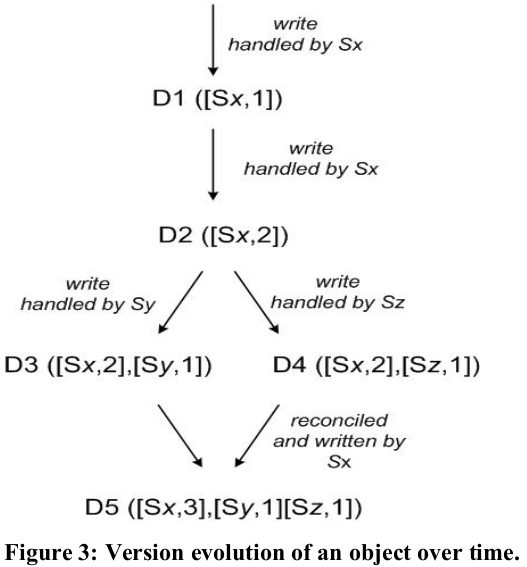 write
handled by Sx
D1 ([Sx,1])
write
handled by Sx
D2 ([Sx,2])
write
handled by Sy
write
handled by Sz
D3 ([Sx,2],[Sy,1])
D4 ([Sx,2],[Sz,1])
reconciled
and written by
Sx
D5 ([Sx,3],[Sy,1][Sz,1])
Figure 3: Version evolution of an object over time.